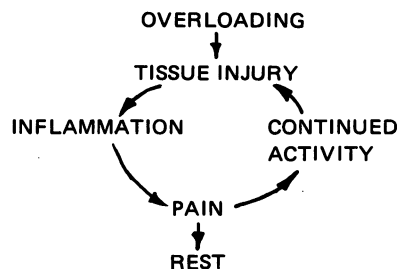 OVERLOADING
TISSUE INJURY
INFLAMMATION
CONTINUED
ACTIVITY
PAIN
REST